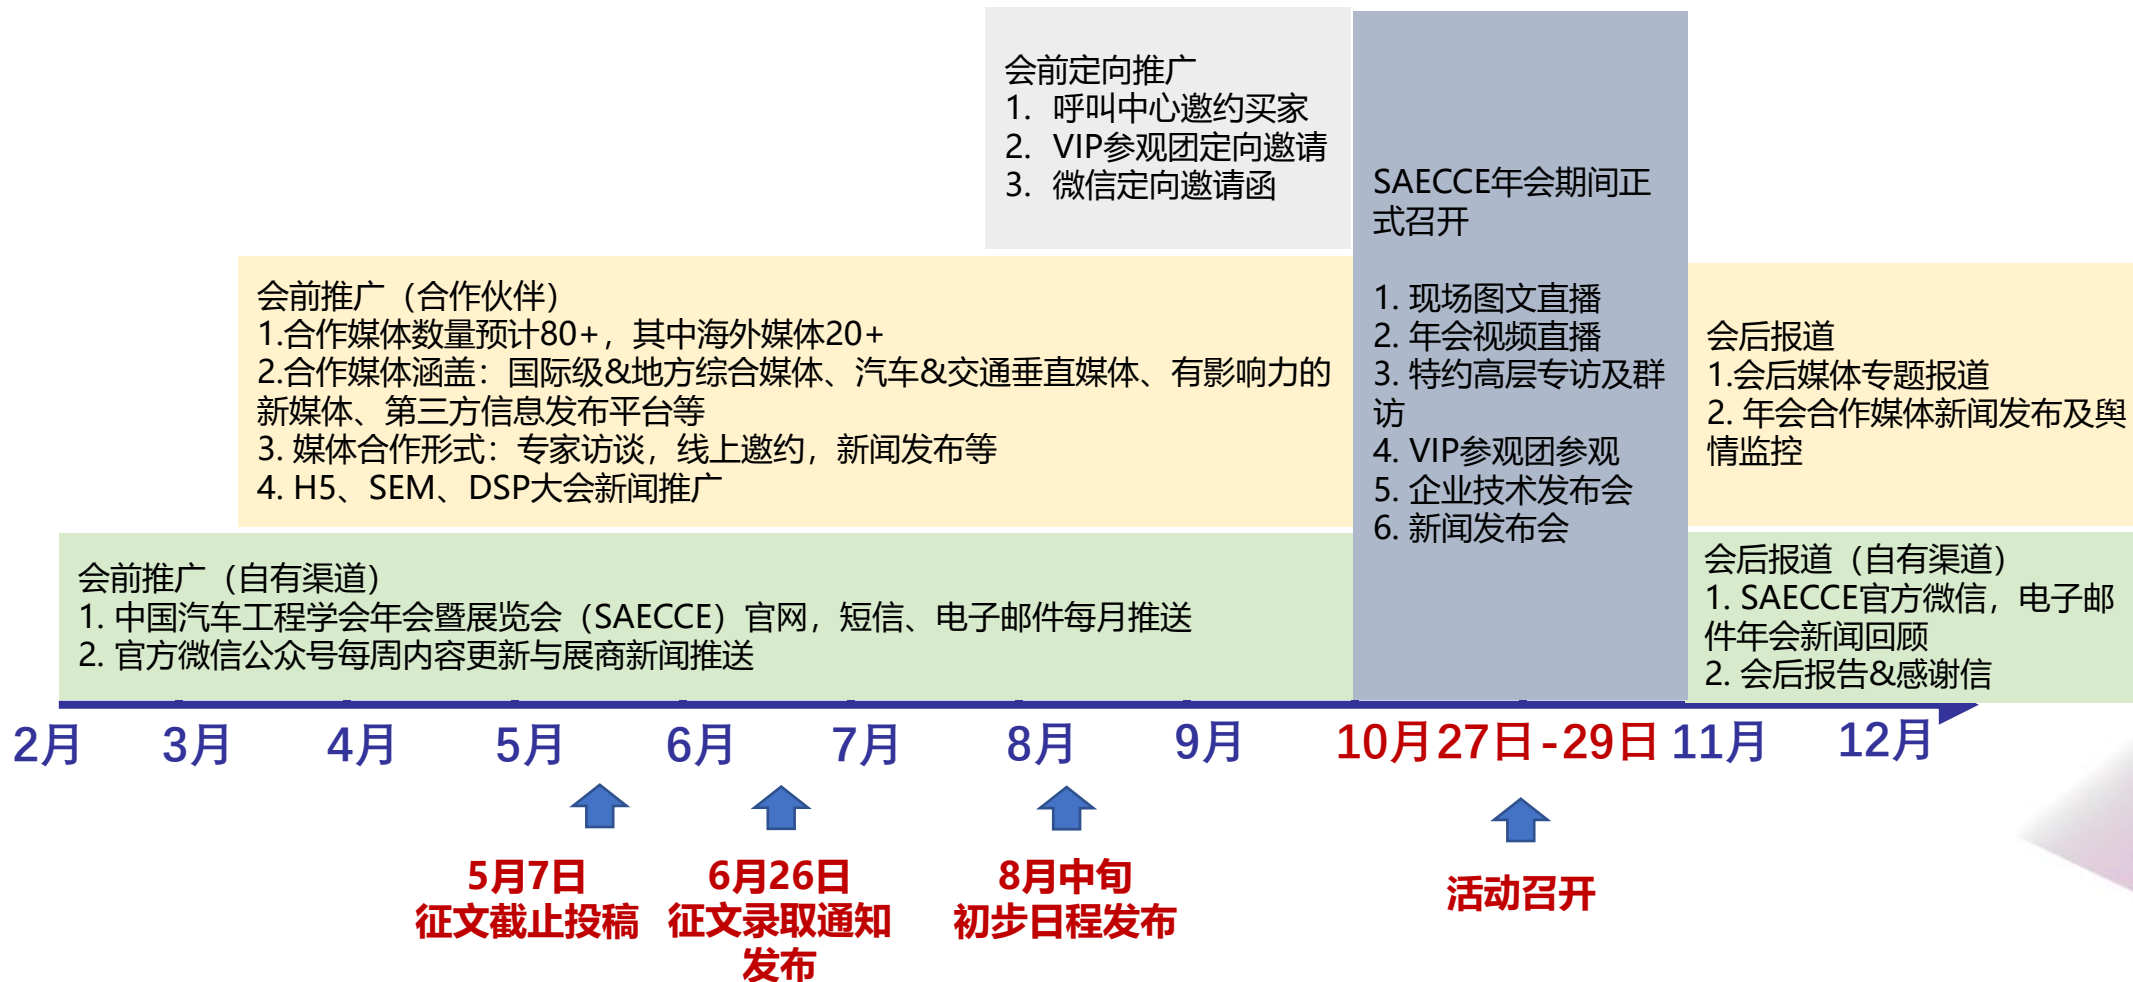 会前定向推广
1. 呼叫中心邀约买家
2. VIP参观团定向邀请
3. 微信定向邀请函
SAECCE年会期间正
式召开
1. 现场图文直播
2. 年会视频直播
3. 特约高层专访及群
访
4. VIP参观团参观
5. 企业技术发布会
6. 新闻发布会
会前推广（合作伙伴）
1.合作媒体数量预计80+，其中海外媒体20+
2.合作媒体涵盖：国际级&地方综合媒体、汽车&交通垂直媒体、有影响力的
新媒体、第三方信息发布平台等
3. 媒体合作形式：专家访谈，线上邀约，新闻发布等
4. H5、SEM、DSP大会新闻推广
会后报道
1.会后媒体专题报道
2. 年会合作媒体新闻发布及舆
情监控
会前推广（自有渠道）
1. 中国汽车工程学会年会暨展览会（SAECCE）官网，短信、电子邮件每月推送
2. 官方微信公众号每周内容更新与展商新闻推送
会后报道（自有渠道）
1. SAECCE官方微信，电子邮
件年会新闻回顾
2. 会后报告&感谢信
2月 3月 4月 5月 6月 7月 8月 9月 10月27日-29日 11月 12月
5月7日
征文截止投稿
6月26日
征文录取通知
发布
8月中旬
初步日程发布
活动召开